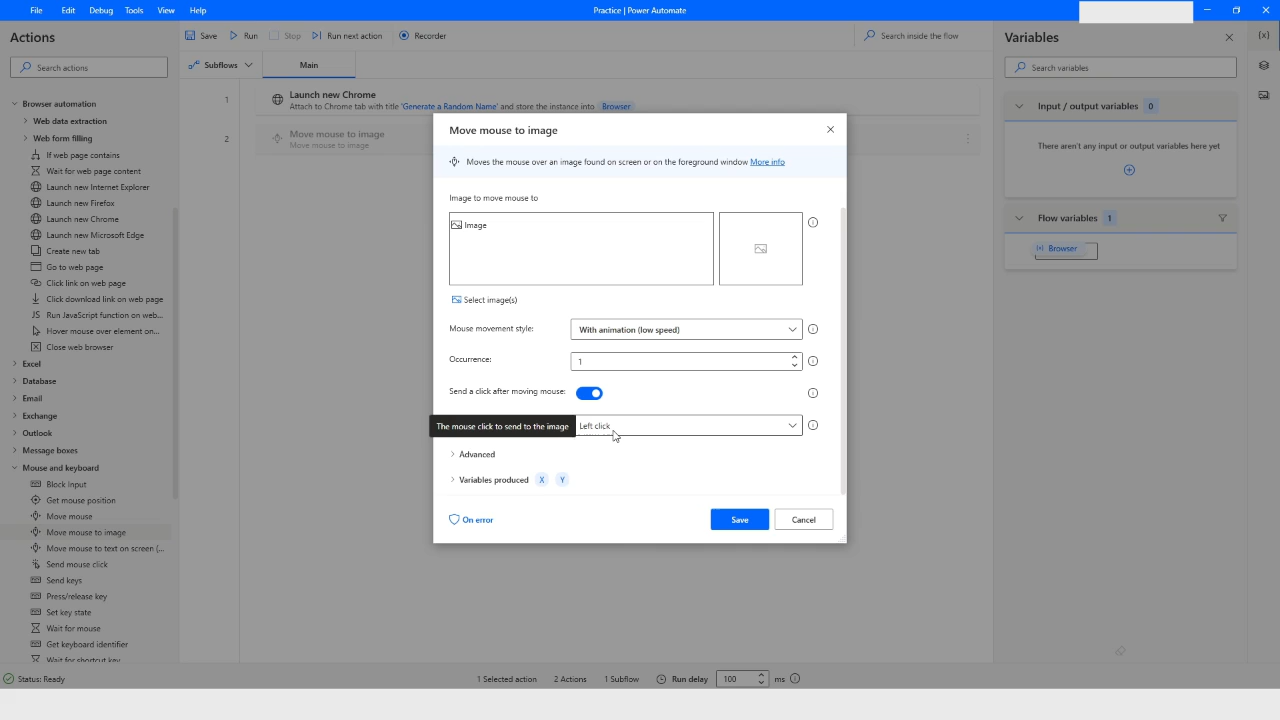 File Edit Debug Tools View Help
Practice | Power Automate
Actions
Search actions
Browser automation
Web data extraction
Web form filling
If web page contains
Wait for web page content
Launch new Internet Explorer
Launch new Firefox
Launch new Chrome
Launch new Microsoft Edge
Create new tab
Go to web page
Click link on web page
Click download link on web page
Run JavaScript function on web...
Hover mouse over element on...
Close web browser
Excel
Database
Email
Exchange
Outlook
Message boxes
Mouse and keyboard
Block input
Get mouse position
Move mouse
Move mouse to image
Move mouse to text on screen (...
Send mouse click
Send keys
Press/release key
Set key state
Wait for mouse
Get keyboard identifier
Wait for shortcut key
Save Run Stop Run next action Recorder
Search inside the flow
Subflows Main
1 Launch new Chrome
Attach to Chrome tab with title 'Generate a Random Name' and store the instance into Browser
2 Move mouse to image
Move mouse to image
Move mouse to image
Moves the mouse over an image found on screen or on the foreground window More info
Image to move mouse to
Image
Select image(s)
Mouse movement style: With animation (low speed)
Occurrence: 1
Send a click after moving mouse:
The mouse click to send to the image Left click
Advanced
Variables produced X Y
On error Save Cancel
Variables
{x}
Search variables
Input / output variables 0
There aren't any input or output variables here yet
Flow variables 1
(x) Browser
Status: Ready 1 Selected action 2 Actions 1 Subflow Run delay 100 ms